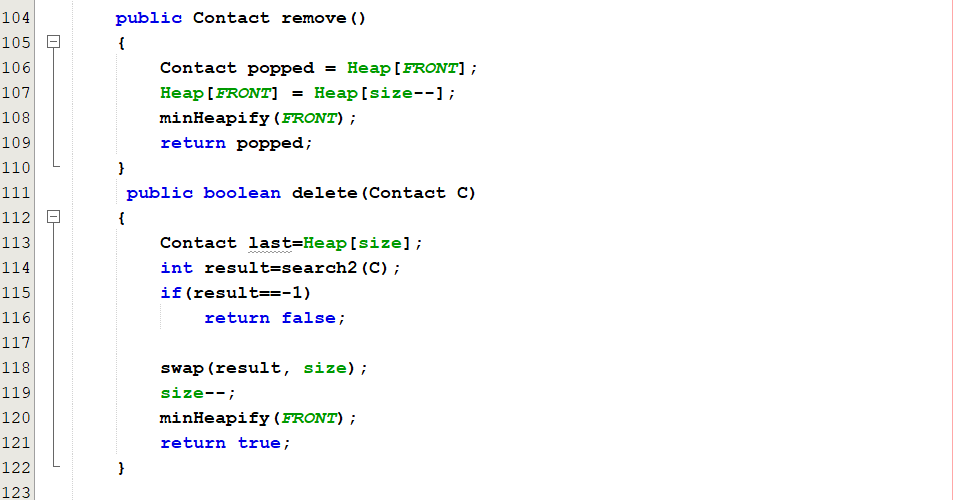 104 public Contact remove()
105 {
106 Contact popped = Heap[FRONT];
107 Heap[FRONT] = Heap[size--];
108 minHeapify(FRONT);
109 return popped;
110 }
111 public boolean delete(Contact C)
112 {
113 Contact last=Heap[size];
114 int result=search2(C);
115 if(result==-1)
116 return false;
117
118 swap(result, size);
119 size--;
120 minHeapify(FRONT);
121 return true;
122 }
123